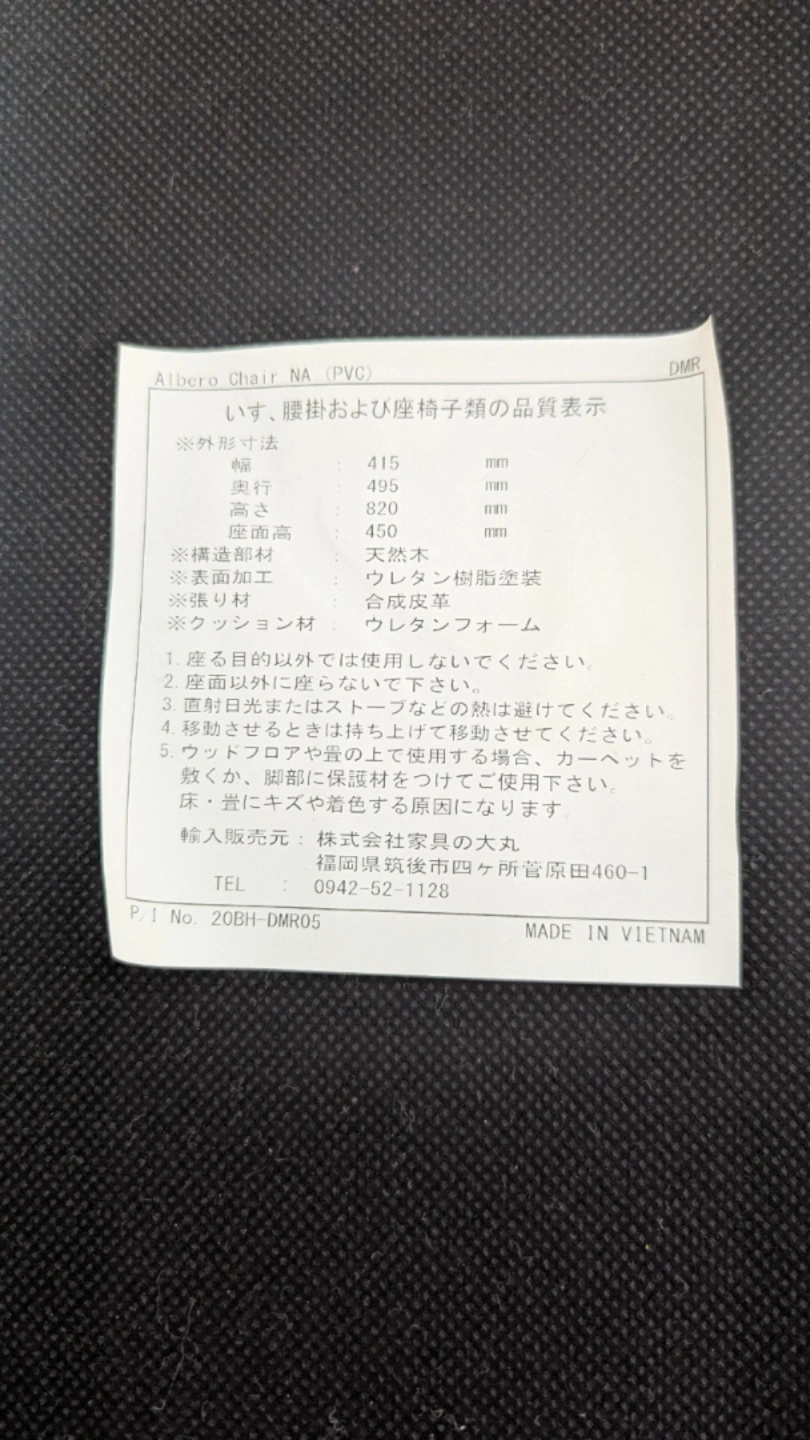 Albero Chair NA (PVC) DMR
いす、腰掛および座椅子類の品質表示
※外形寸法
幅 : 415 mm
奥行 : 495 mm
高さ : 820 mm
座面高 : 450 mm
※構造部材 : 天然木
※表面加工 : ウレタン樹脂塗装
※張り材 : 合成皮革
※クッション材 : ウレタンフォーム
1. 座る目的以外では使用しないでください。
2. 座面以外に座らないで下さい。
3. 直射日光またはストーブなどの熱は避けてください。
4. 移動させるときは持ち上げて移動させてください。
5. ウッドフロアや畳の上で使用する場合、カーペットを
敷くか、脚部に保護材をつけてご使用下さい。
床・畳にキズや着色する原因になります。
輸入販売元 : 株式会社家具の大丸
福岡県筑後市四ヶ所菅原田460-1
TEL : 0942-52-1128
P/I No. 20BH-DMR05 MADE IN VIETNAM